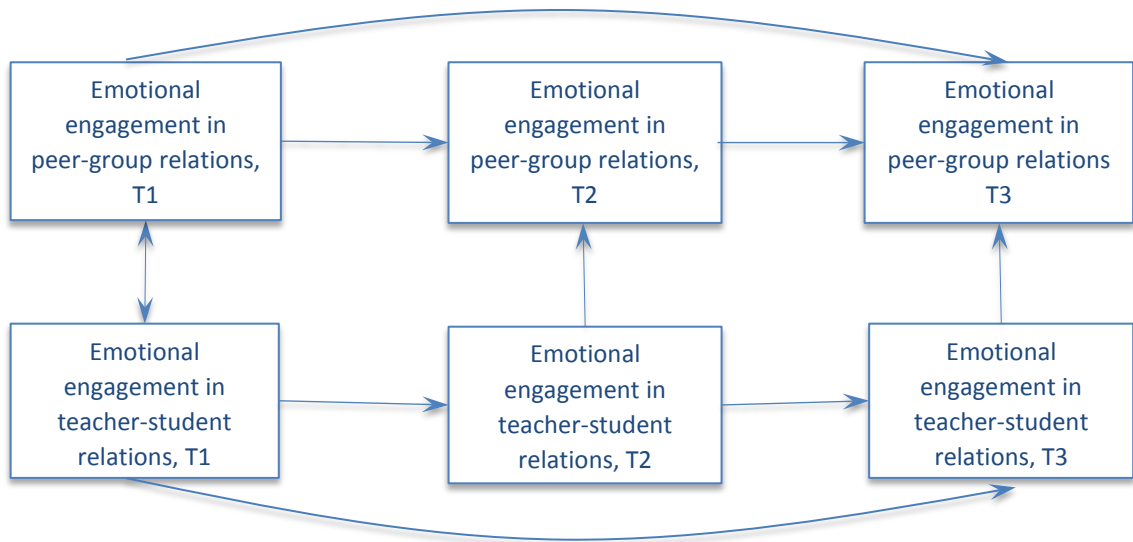 Emotional
engagement in
peer-group relations,
T1
Emotional
engagement in
peer-group relations,
T2
Emotional
engagement in
peer-group relations
T3
Emotional
engagement in
teacher-student
relations, T1
Emotional
engagement in
teacher-student
relations, T2
Emotional
engagement in
teacher-student
relations, T3